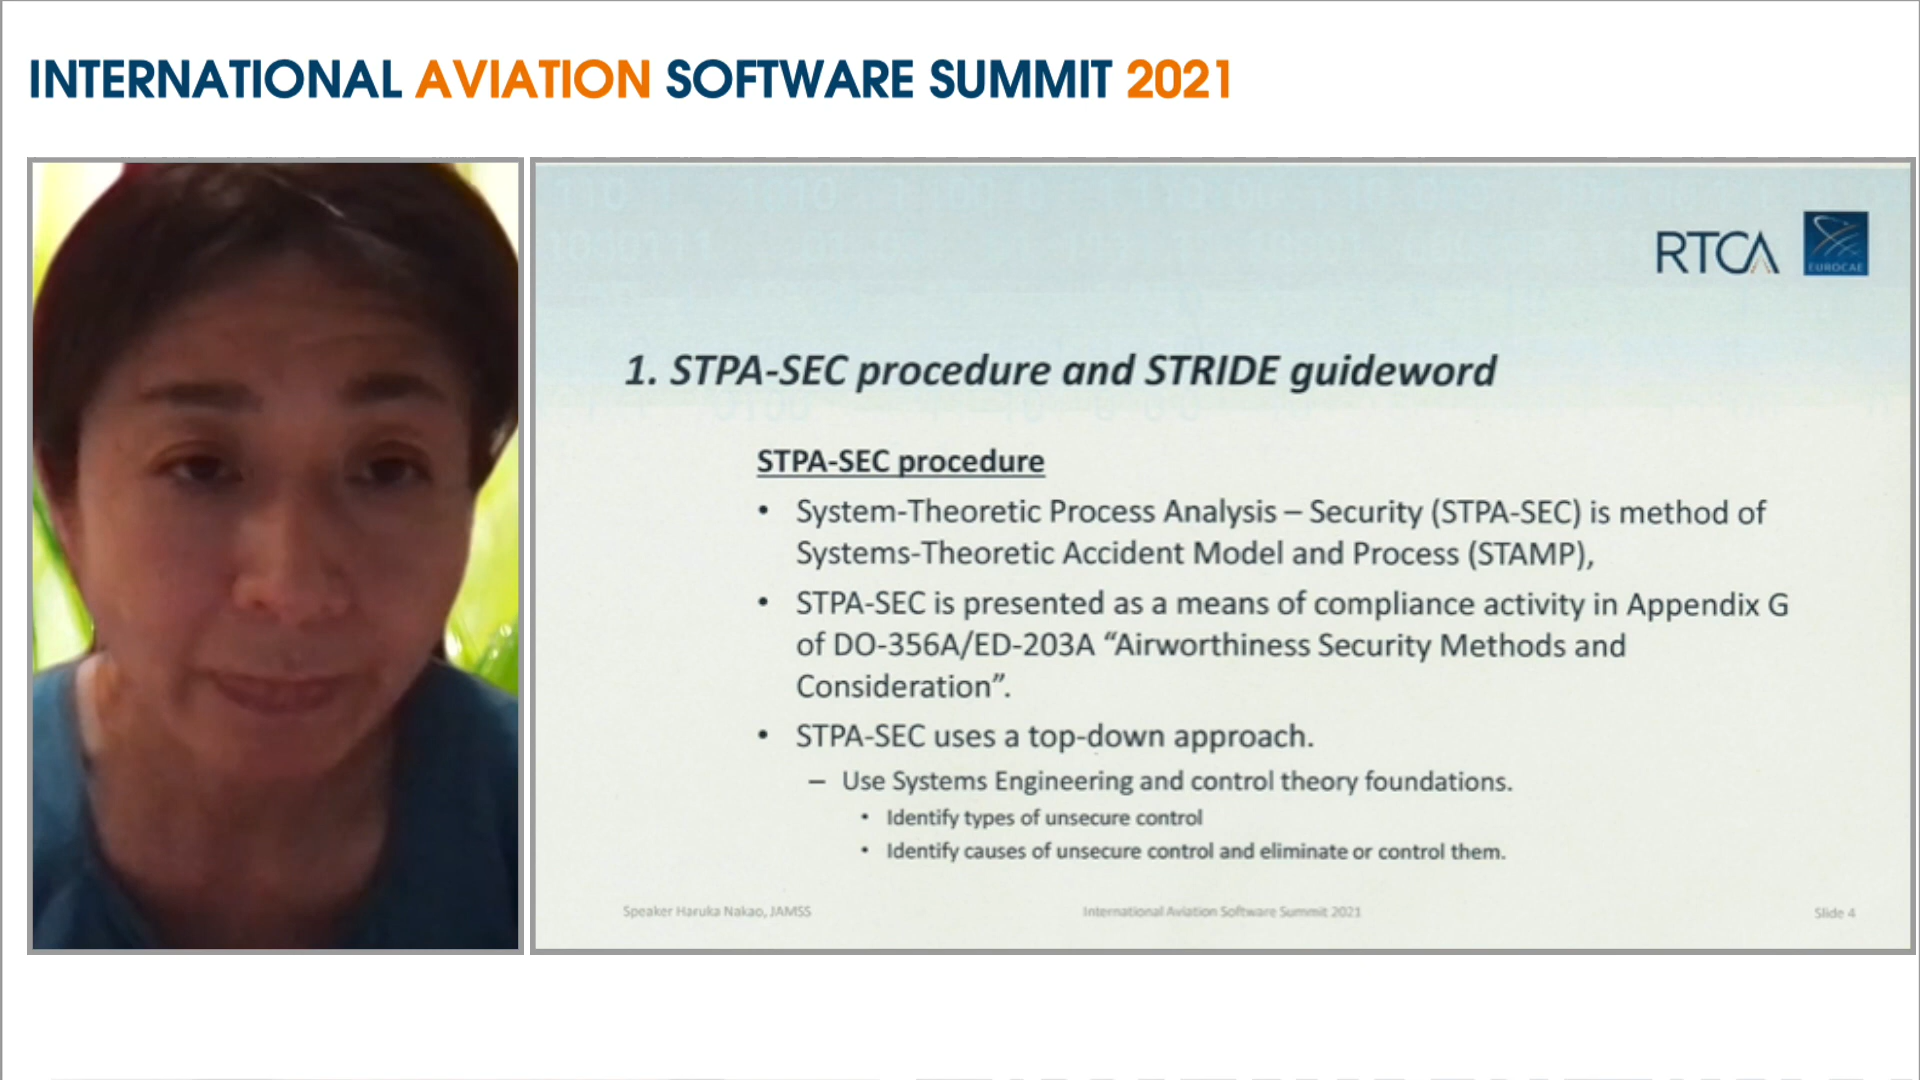 INTERNATIONAL AVIATION SOFTWARE SUMMIT 2021
RTCA
EUROCAE
1. STPA-SEC procedure and STRIDE guideword
STPA-SEC procedure
• System-Theoretic Process Analysis – Security (STPA-SEC) is method of
Systems-Theoretic Accident Model and Process (STAMP),
• STPA-SEC is presented as a means of compliance activity in Appendix G
of DO-356A/ED-203A “Airworthiness Security Methods and
Consideration”.
• STPA-SEC uses a top-down approach.
– Use Systems Engineering and control theory foundations.
• Identify types of unsecure control
• Identify causes of unsecure control and eliminate or control them.
Speaker Haruka Nakao, JAMSS
International Aviation Software Summit 2021
Slide 4